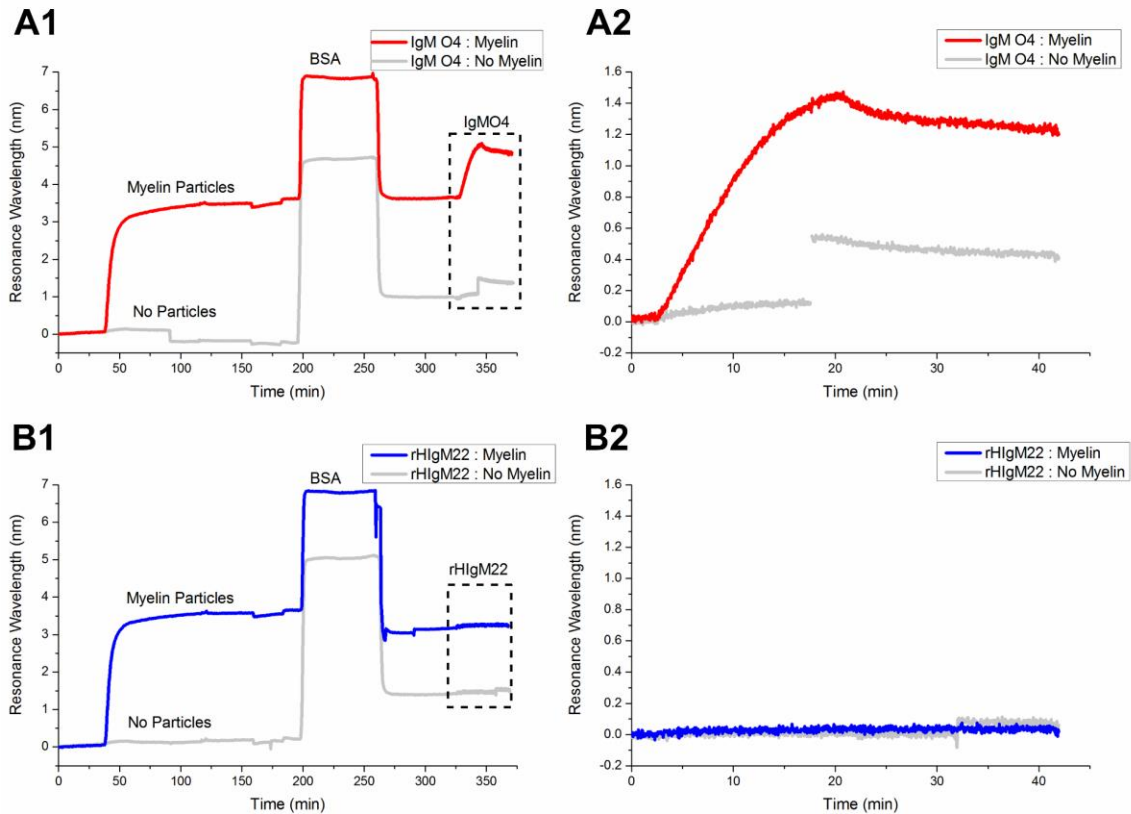 A1
IgM O4 : Myelin
IgM O4 : No Myelin
BSA
IgMO4
Myelin Particles
No Particles
Resonance Wavelength (nm)
7
6
5
4
3
2
1
0
0 50 100 150 200 250 300 350
Time (min)
A2
IgM O4 : Myelin
IgM O4 : No Myelin
Resonance Wavelength (nm)
1.6
1.4
1.2
1.0
0.8
0.6
0.4
0.2
0.0
-0.2
0 10 20 30 40
Time (min)
B1
rHIgM22 : Myelin
rHIgM22 : No Myelin
BSA
rHIgM22
Myelin Particles
No Particles
Resonance Wavelength (nm)
7
6
5
4
3
2
1
0
0 50 100 150 200 250 300 350
Time (min)
B2
rHIgM22 : Myelin
rHIgM22 : No Myelin
Resonance Wavelength (nm)
1.6
1.4
1.2
1.0
0.8
0.6
0.4
0.2
0.0
-0.2
0 10 20 30 40
Time (min)